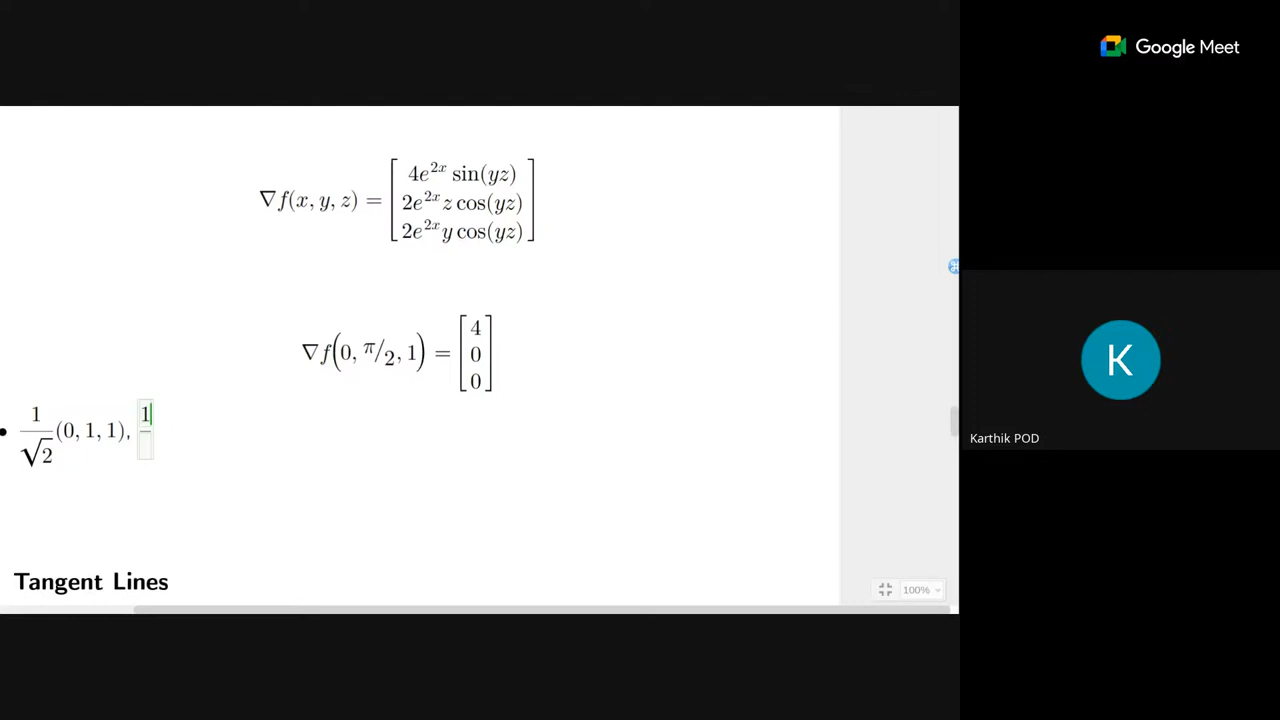 Google Meet
∇f(x, y, z) = [4e^{2x} sin(yz)
2e^{2x} z cos(yz)
2e^{2x} y cos(yz)]
∇f(0, π/2, 1) = [4
0
0]
• 1/√2 (0, 1, 1), 1/
Karthik POD
K
Tangent Lines
100%